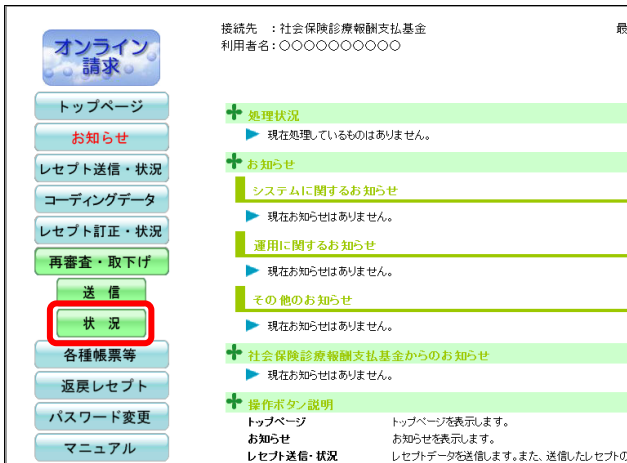 オンライン
請求
トップページ
お知らせ
レセプト送信・状況
コーディングデータ
レセプト訂正・状況
再審査・取下げ
送 信
状 況
各種帳票等
返戻レセプト
パスワード変更
マニュアル
接続先 ：社会保険診療報酬支払基金
最
利用者名：○○○○○○○○○○
処理状況
現在処理しているものはありません。
お知らせ
システムに関するお知らせ
現在お知らせはありません。
運用に関するお知らせ
現在お知らせはありません。
その他のお知らせ
現在お知らせはありません。
社会保険診療報酬支払基金からのお知らせ
現在お知らせはありません。
操作ボタン説明
トップページ トップページを表示します。
お知らせ お知らせを表示します。
レセプト送信・状況 レセプトデータを送信します。また、送信したレセプトの